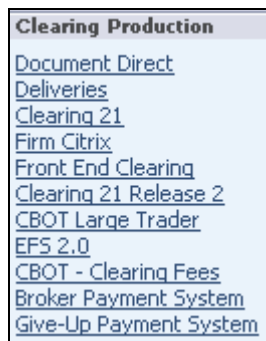 Clearing Production
Document Direct
Deliveries
Clearing 21
Firm Citrix
Front End Clearing
Clearing 21 Release 2
CBOT Large Trader
EFS 2.0
CBOT - Clearing Fees
Broker Payment System
Give-Up Payment System